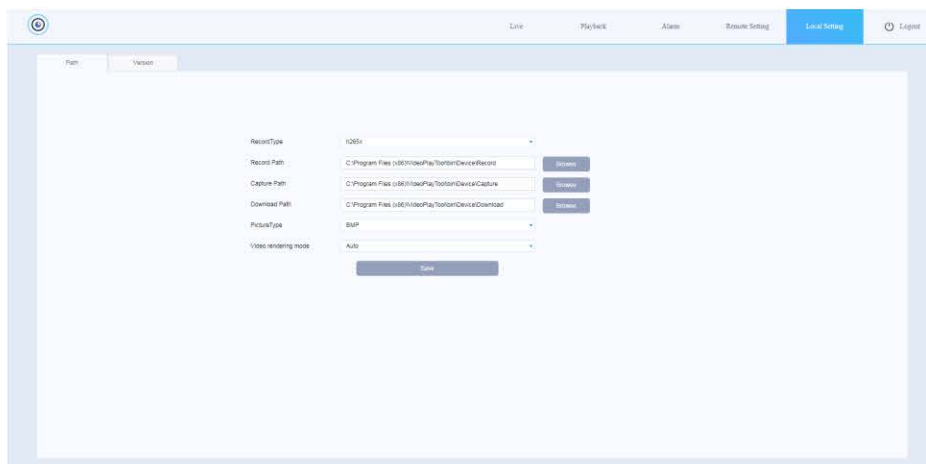 Live Playback Alarm Remote Setting Local Setting Logout
Path Version
RecordType h265x
Record Path C:\Program Files (x86)\VideoPlayTool\bin\Device\Record Browse
Capture Path C:\Program Files (x86)\VideoPlayTool\bin\Device\Capture Browse
Download Path C:\Program Files (x86)\VideoPlayTool\bin\Device\Download Browse
PictureType BMP
Video rendering mode Auto
Save